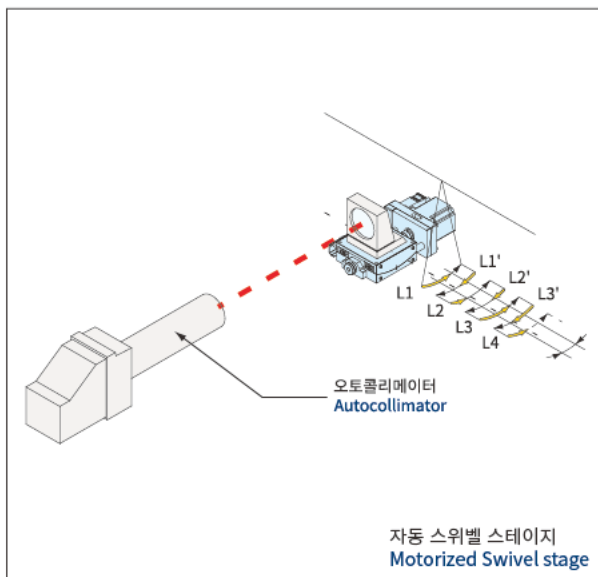 L1'
L2'
L1
L3'
L2
L3
L4
오토콜리메이터
Autocollimator
자동 스위벨 스테이지
Motorized Swivel stage